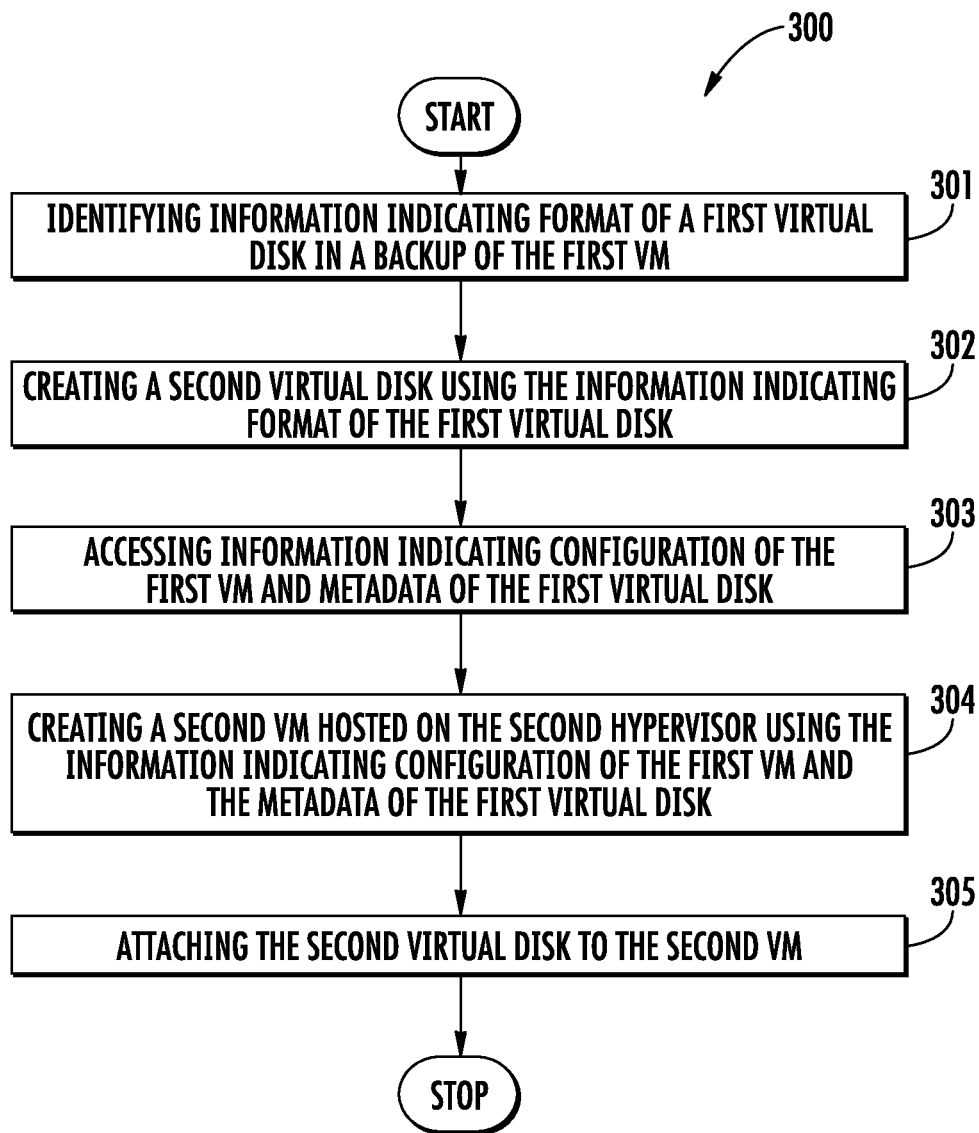 300
START
301
IDENTIFYING INFORMATION INDICATING FORMAT OF A FIRST VIRTUAL
DISK IN A BACKUP OF THE FIRST VM
302
CREATING A SECOND VIRTUAL DISK USING THE INFORMATION INDICATING
FORMAT OF THE FIRST VIRTUAL DISK
303
ACCESSING INFORMATION INDICATING CONFIGURATION OF THE
FIRST VM AND METADATA OF THE FIRST VIRTUAL DISK
304
CREATING A SECOND VM HOSTED ON THE SECOND HYPERVISOR USING THE
INFORMATION INDICATING CONFIGURATION OF THE FIRST VM AND
THE METADATA OF THE FIRST VIRTUAL DISK
305
ATTACHING THE SECOND VIRTUAL DISK TO THE SECOND VM
STOP